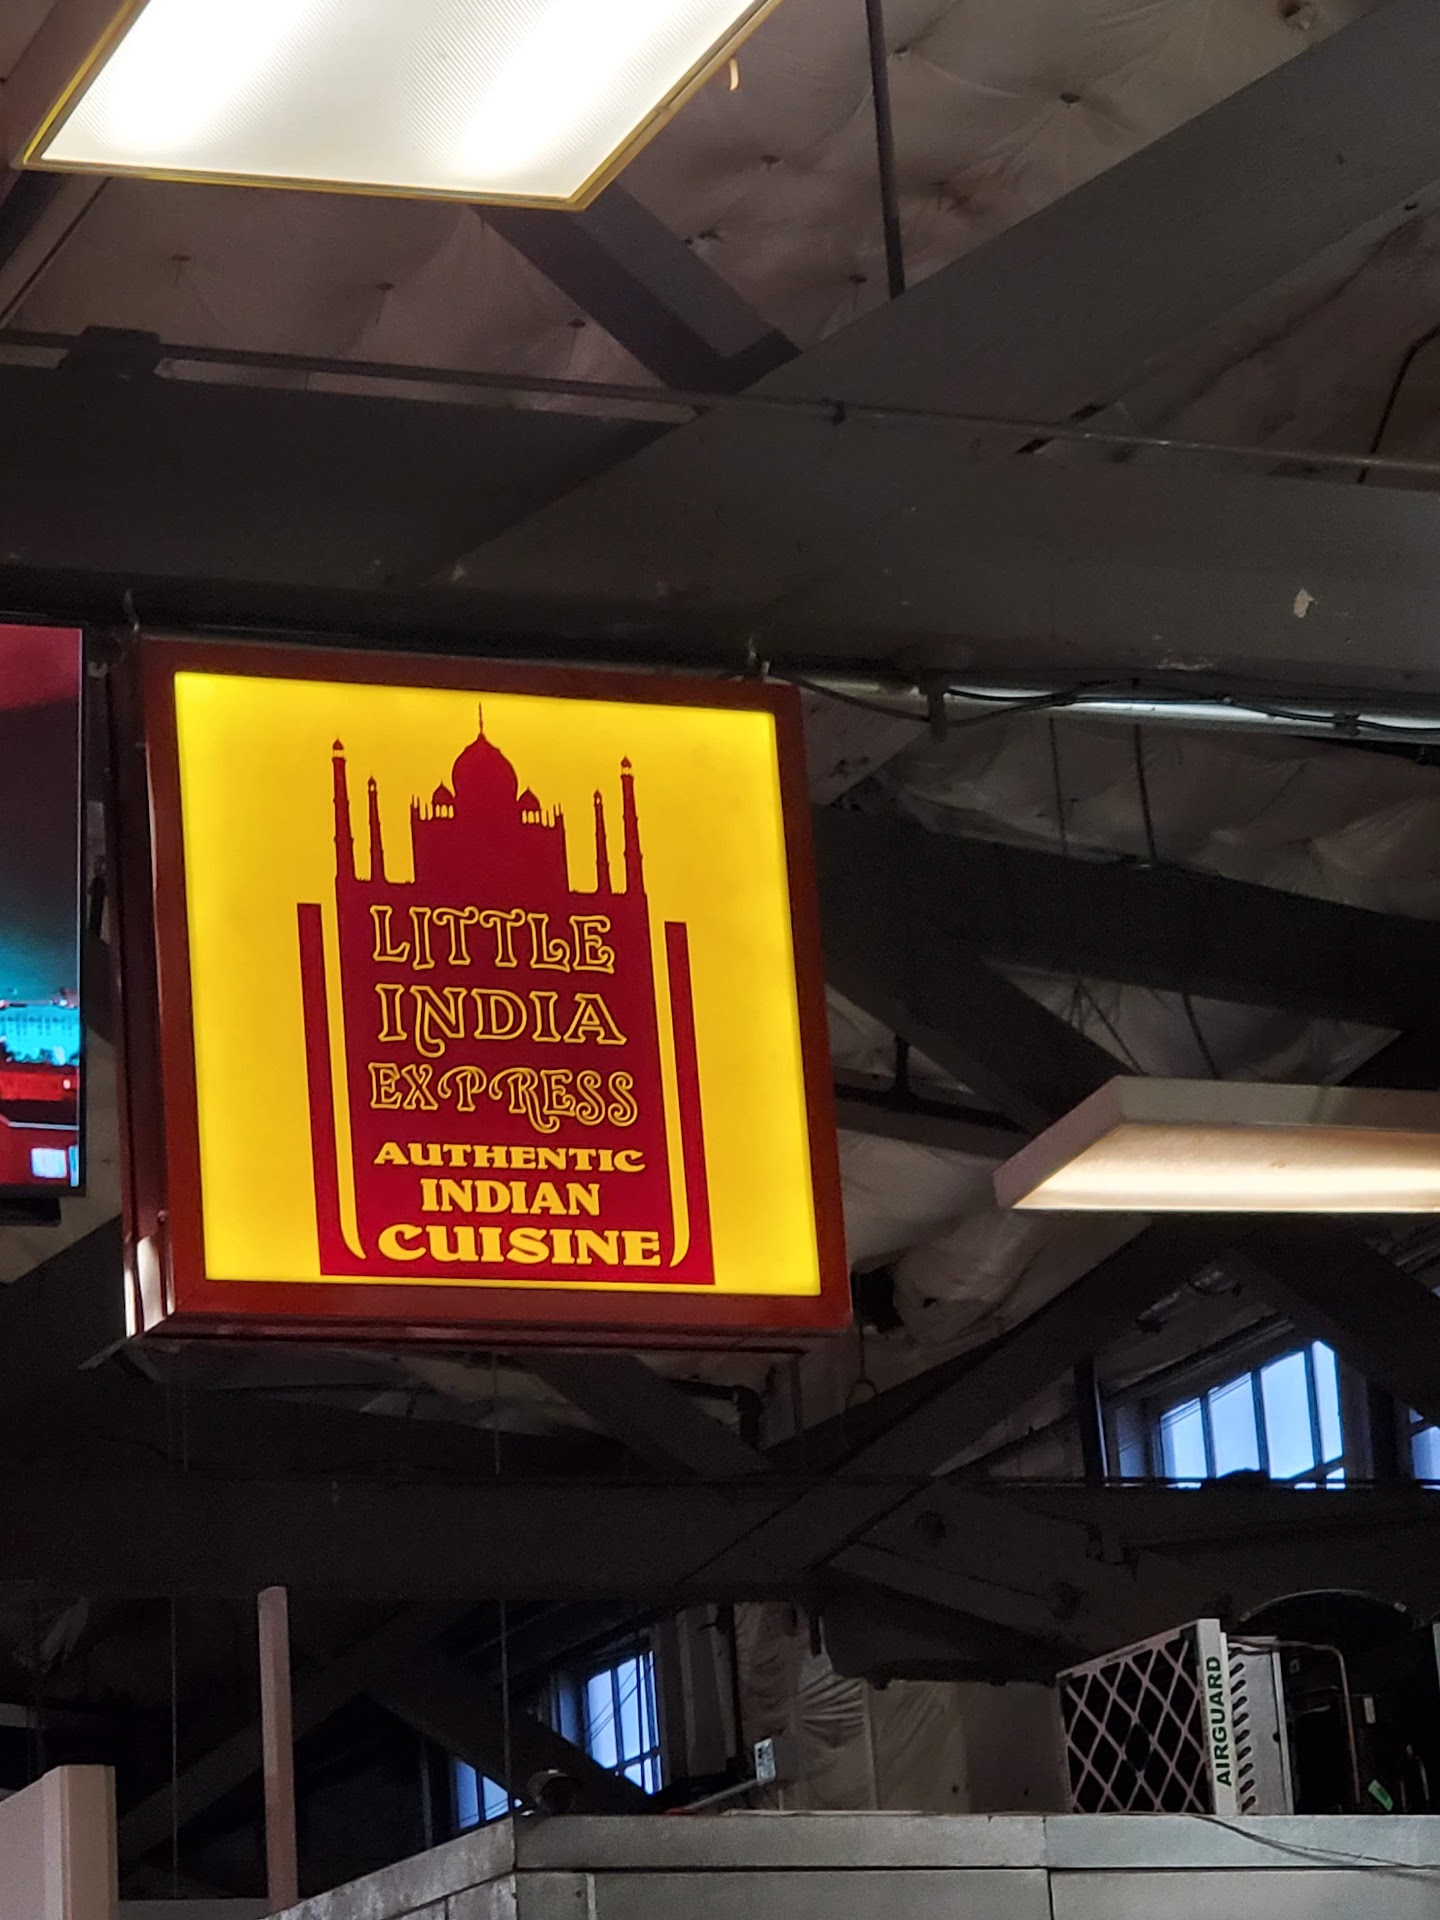 LITTLE
INDIA
EXPRESS
AUTHENTIC
INDIAN
CUISINE
AIRGUARD